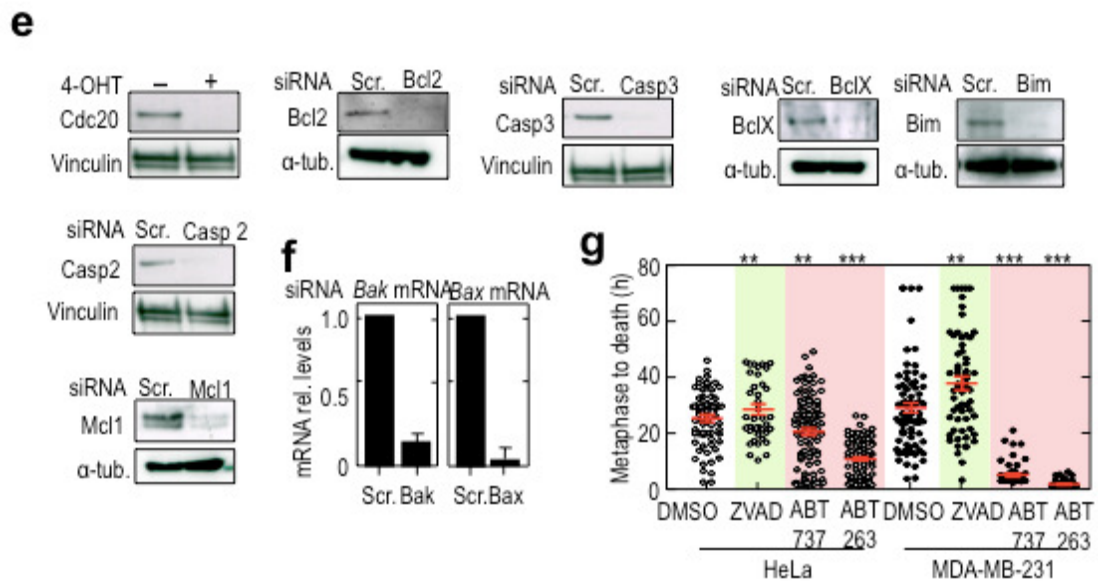 e
4-OHT – +
Cdc20
Vinculin
siRNA Scr. Bcl2
Bcl2
α-tub.
siRNA Scr. Casp3
Casp3
Vinculin
siRNA Scr. BclX
BclX
α-tub.
siRNA Scr. Bim
Bim
α-tub.
siRNA Scr. Casp 2
Casp2
Vinculin
siRNA Scr. Mcl1
Mcl1
α-tub.
f
siRNA Bak mRNA Bax mRNA
mRNA rel. levels
1.0
0.5
0
Scr. Bak Scr. Bax
g
** ** *** ** *** ***
Metaphase to death (h)
80
60
40
20
0
DMSO ZVAD ABT ABT DMSO ZVAD ABT ABT
737 263 737 263
HeLa MDA-MB-231